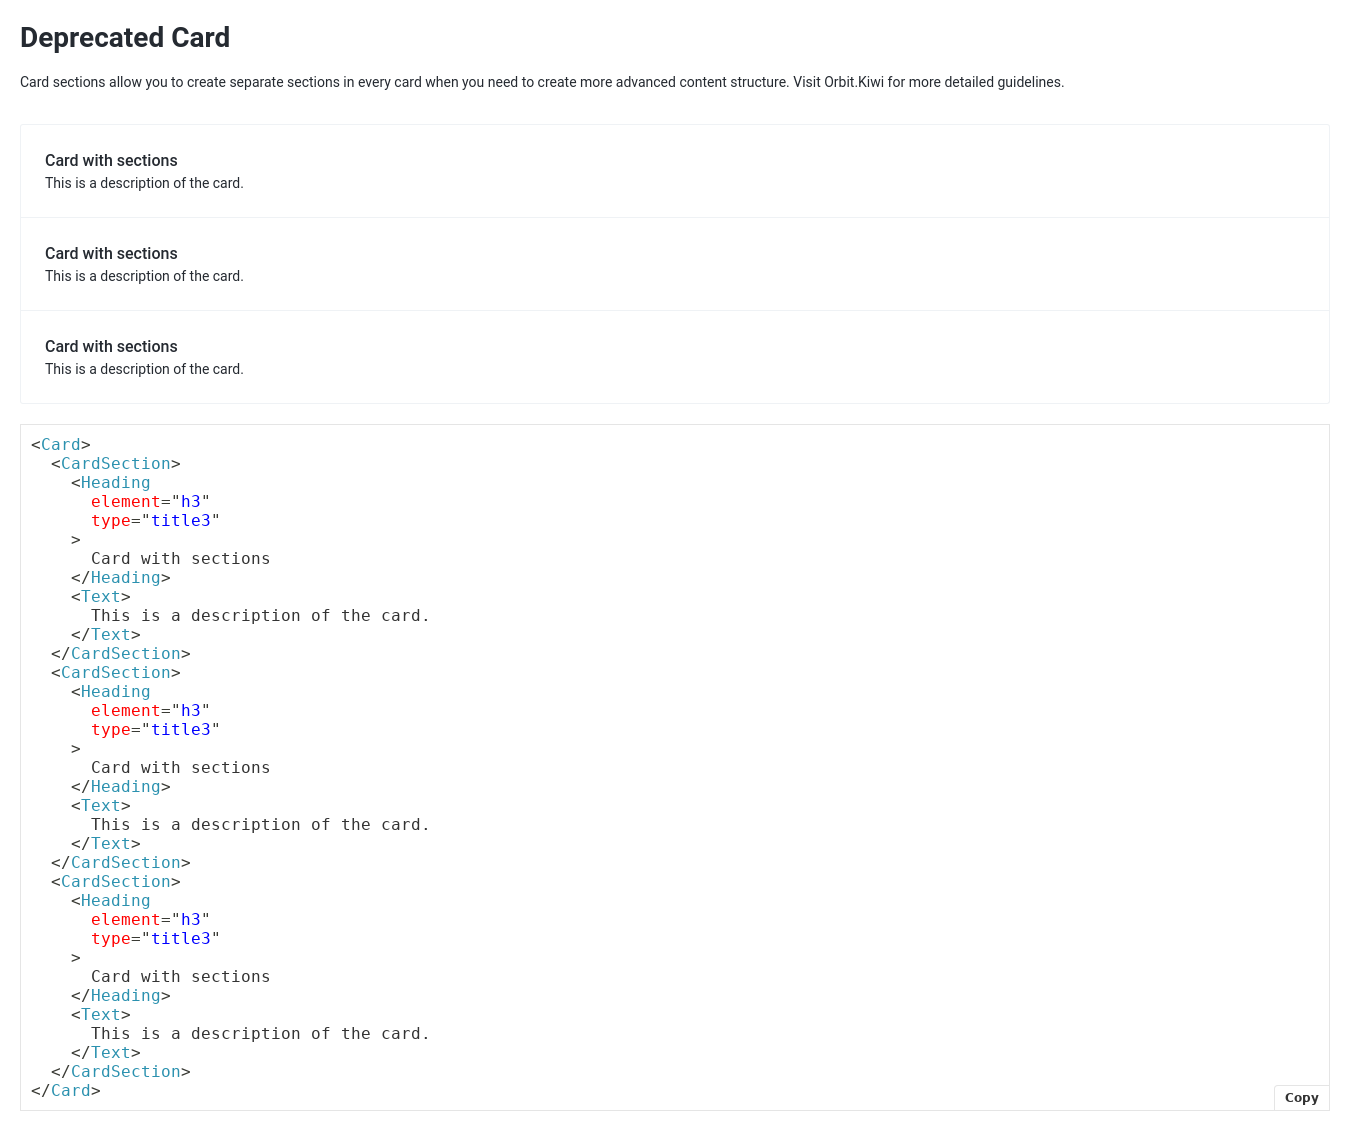 Deprecated Card
Card sections allow you to create separate sections in every card when you need to create more advanced content structure. Visit Orbit.Kiwi for more detailed guidelines.
Card with sections
This is a description of the card.
Card with sections
This is a description of the card.
Card with sections
This is a description of the card.
<Card>
  <CardSection>
    <Heading
      element="h3"
      type="title3"
    >
      Card with sections
    </Heading>
    <Text>
      This is a description of the card.
    </Text>
  </CardSection>
  <CardSection>
    <Heading
      element="h3"
      type="title3"
    >
      Card with sections
    </Heading>
    <Text>
      This is a description of the card.
    </Text>
  </CardSection>
  <CardSection>
    <Heading
      element="h3"
      type="title3"
    >
      Card with sections
    </Heading>
    <Text>
      This is a description of the card.
    </Text>
  </CardSection>
</Card>
Copy